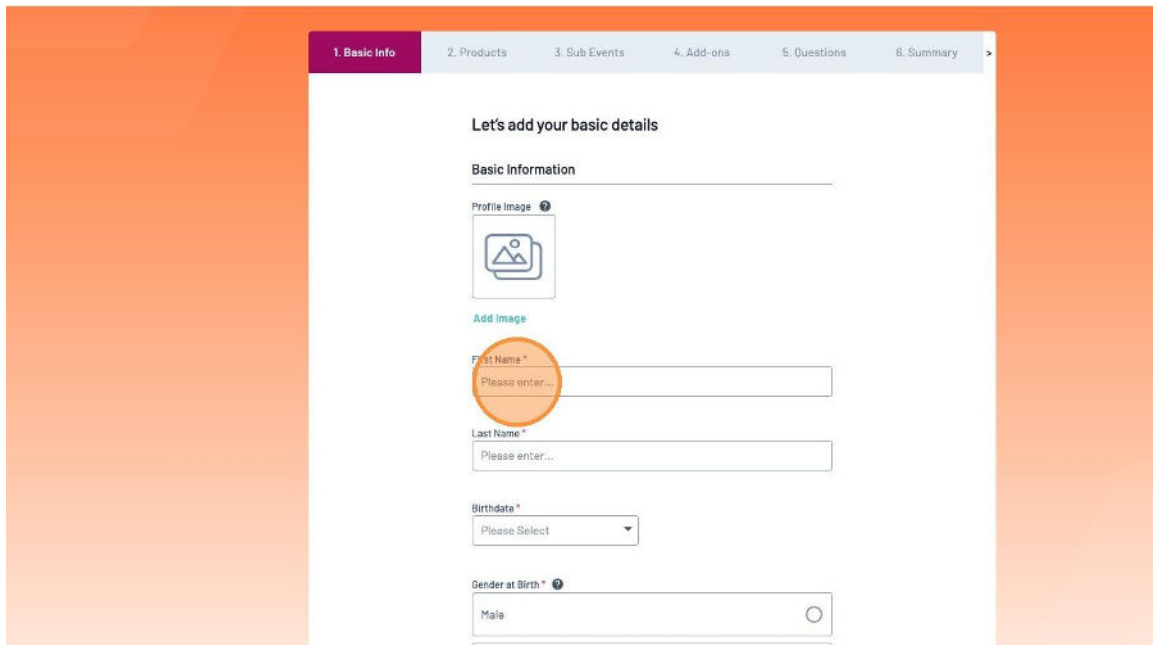 1. Basic Info 2. Products 3. Sub Events 4. Add-ons 5. Questions 6. Summary >
Let's add your basic details
Basic Information
Profile Image ?
Add Image
First Name *
Please enter...
Last Name *
Please enter...
Birthdate *
Please Select
Gender at Birth * ?
Male